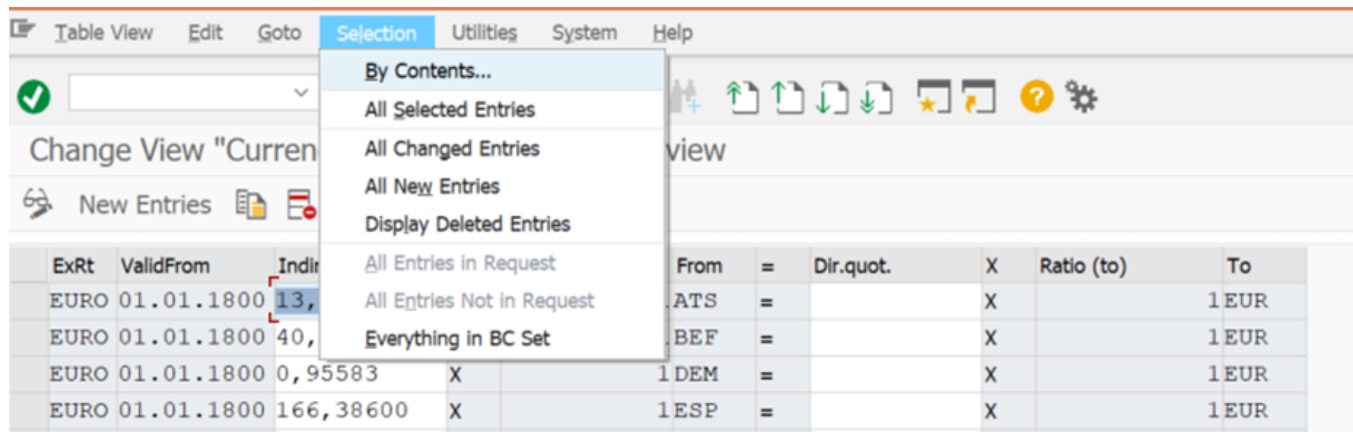 Table View Edit Goto Selection Utilities System Help
By Contents...
All Selected Entries
All Changed Entries
All New Entries
Display Deleted Entries
All Entries in Request
All Entries Not in Request
Everything in BC Set
Change View "Curren view
New Entries
ExRt ValidFrom Indir From = Dir.quot. X Ratio (to) To
EURO 01.01.1800 13, ATS = X 1 EUR
EURO 01.01.1800 40, BEF = X 1 EUR
EURO 01.01.1800 0,95583 X 1 DEM = X 1 EUR
EURO 01.01.1800 166,38600 X 1 ESP = X 1 EUR